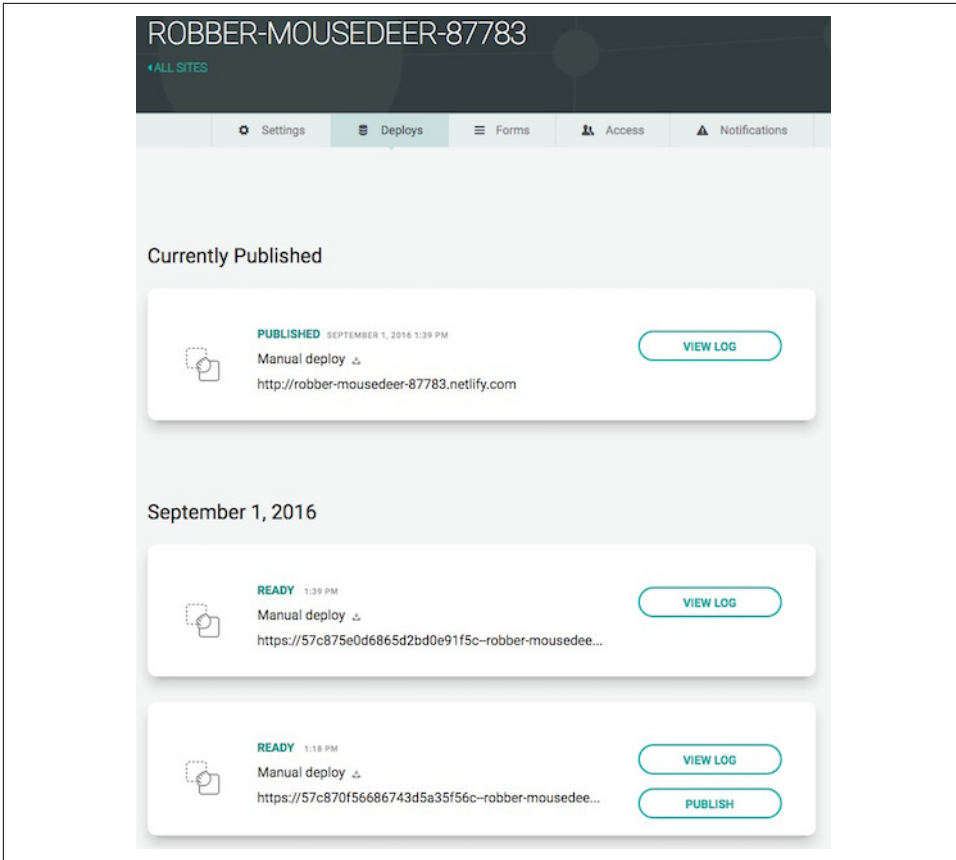 ROBBER-MOUSEDEER-87783
ALL SITES
Settings
Deploys
Forms
Access
Notifications
Currently Published
PUBLISHED SEPTEMBER 1, 2016 1:39 PM
Manual deploy
http://robber-mousedeer-87783.netlify.com
VIEW LOG
September 1, 2016
READY 1:39 PM
Manual deploy
https://57c875e0d6865d2bd0e91f5c--robber-mousedee...
VIEW LOG
READY 1:18 PM
Manual deploy
https://57c870f56686743d5a35f56c--robber-mousedee...
VIEW LOG
PUBLISH